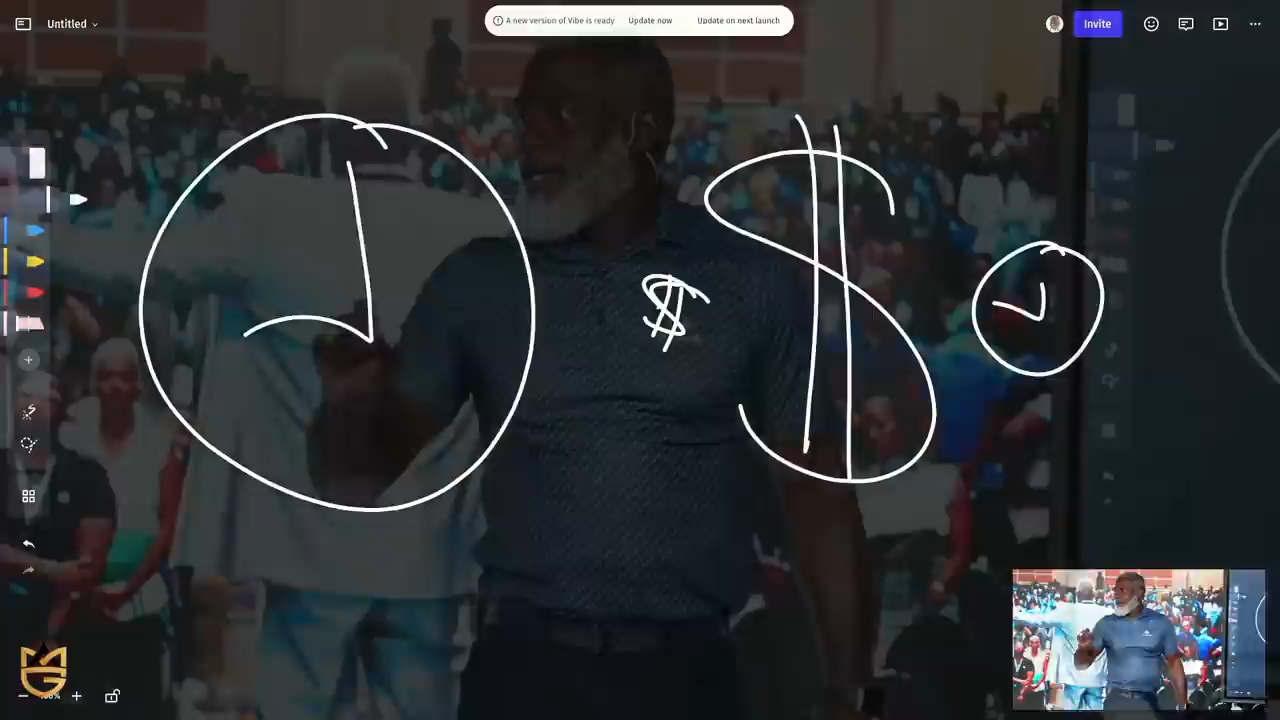 Untitled
A new version of Vibe is ready Update now Update on next launch
Invite
$ $